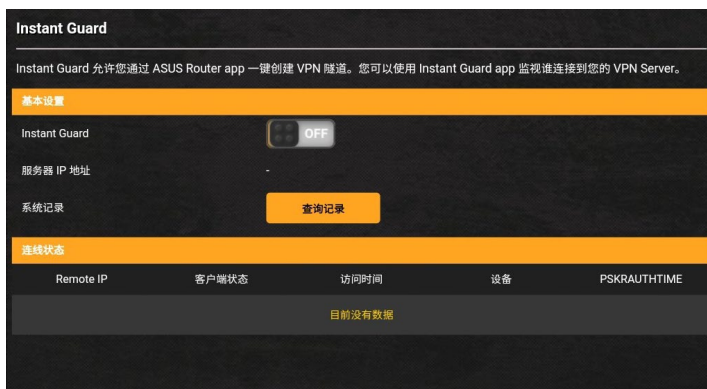 Instant Guard
Instant Guard 允许您通过 ASUS Router app 一键创建 VPN 隧道。您可以使用 Instant Guard app 监视谁连接到您的 VPN Server。
基本设置
Instant Guard OFF
服务器 IP 地址 -
系统记录 查询记录
连线状态
Remote IP 客户端状态 访问时间 设备 PSKRAUTHTIME
目前没有数据